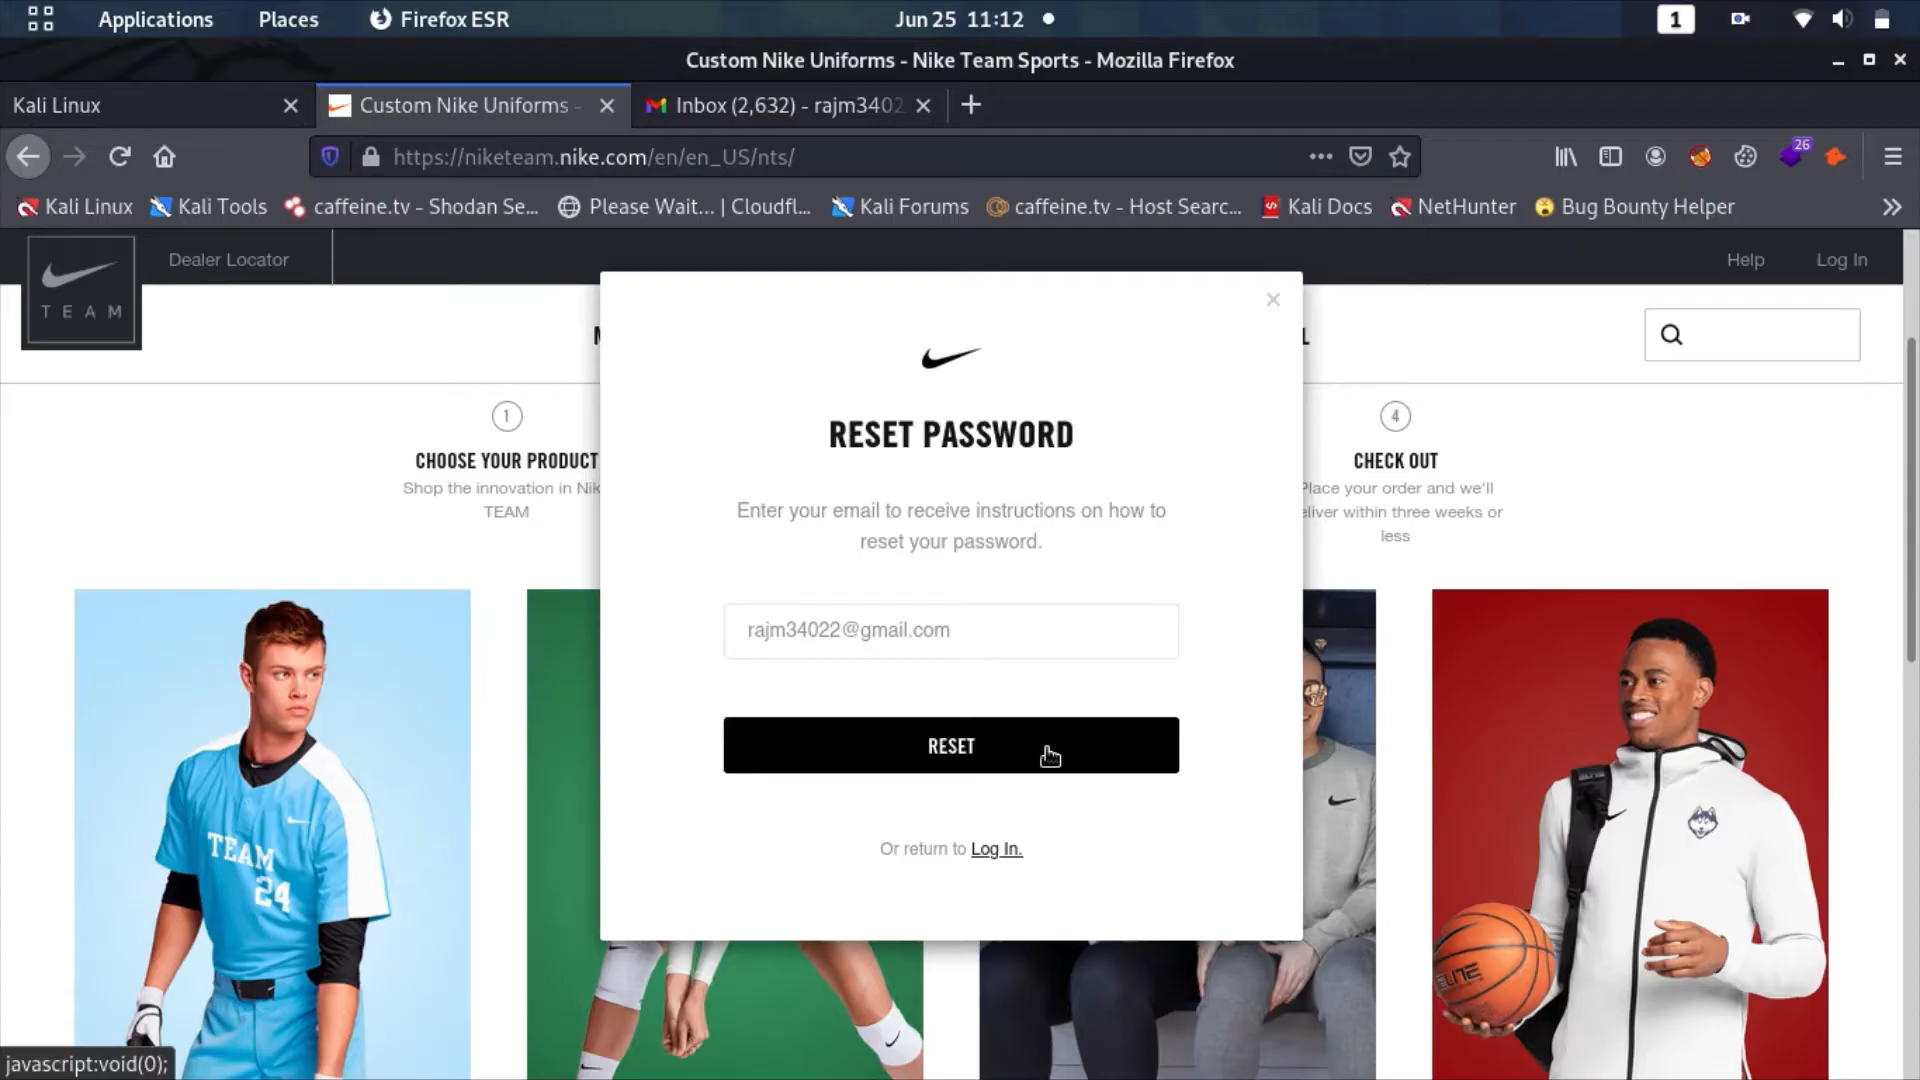 Applications
Places
Firefox ESR
Jun 25 11:12
1
Custom Nike Uniforms - Nike Team Sports - Mozilla Firefox
Kali Linux
Custom Nike Uniforms -
Inbox (2,632) - rajm3402
https://niketeam.nike.com/en/en_US/nts/
26
Kali Linux
Kali Tools
caffeine.tv - Shodan Se...
Please Wait... | Cloudfl...
Kali Forums
caffeine.tv - Host Searc...
Kali Docs
NetHunter
Bug Bounty Helper
TEAM
Dealer Locator
Help
Log In
RESET PASSWORD
Enter your email to receive instructions on how to
reset your password.
rajm34022@gmail.com
RESET
Or return to Log In.
1
CHOOSE YOUR PRODUCT
Shop the innovation in Nik
TEAM
4
CHECK OUT
Place your order and we'll
eliver within three weeks or
less
TEAM
24
ELITE
javascript:void(0);